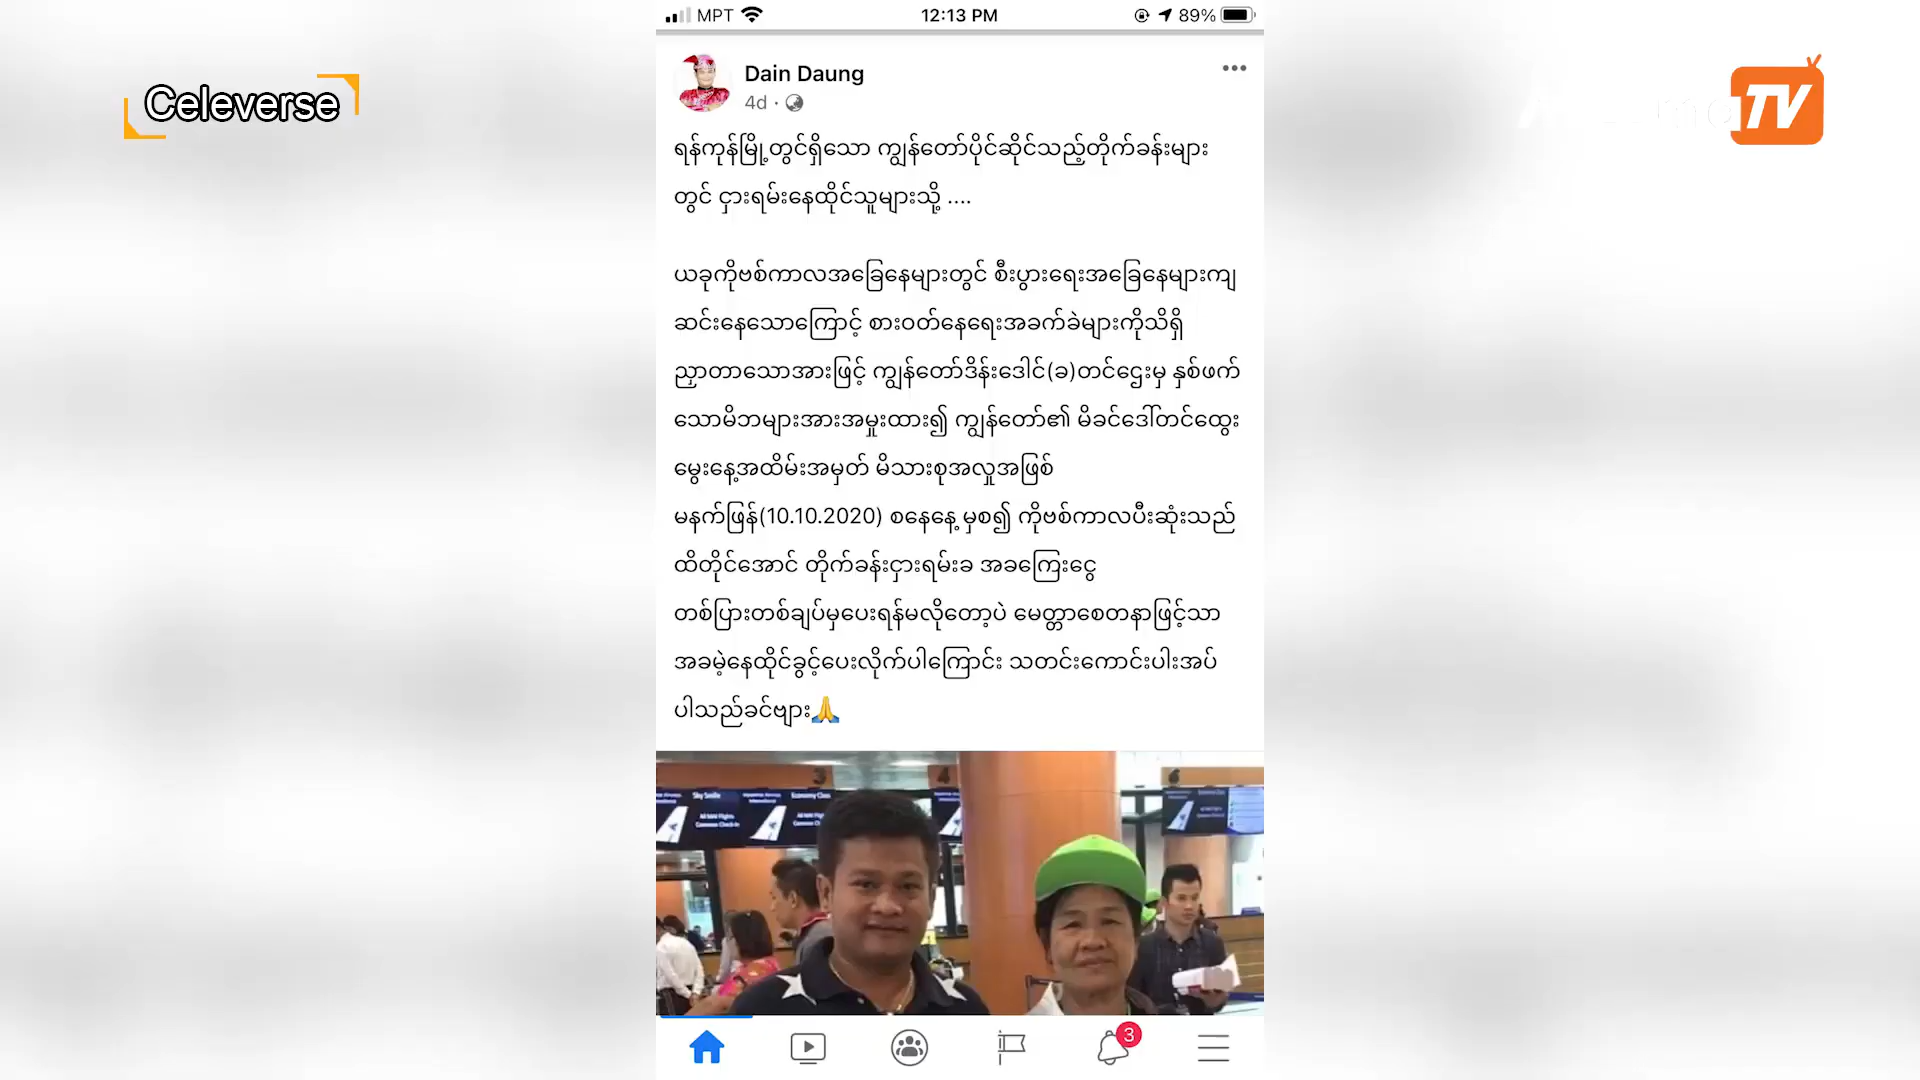 MPT
12:13 PM
89%
Celeverse
TV
Dain Daung
4d ·
ရန်ကုန်မြို့တွင်ရှိသော ကျွန်တော်ပိုင်ဆိုင်သည့်တိုက်ခန်းများ
တွင် ငှားရမ်းနေထိုင်သူများသို့ ....
ယခုကိုဗစ်ကာလအခြေနေများတွင် စီးပွားရေးအခြေနေများကျ
ဆင်းနေသောကြောင့် စားဝတ်နေရေးအခက်ခဲများကိုသိရှိ
ညှာတာသောအားဖြင့် ကျွန်တော်ဒိန်းဒေါင်(ခ)တင်ဌေးမှ နှစ်ဖက်
သောမိဘများအားအမှူးထား၍ ကျွန်တော်၏ မိခင်ဒေါ်တင်ထွေး
မွေးနေ့အထိမ်းအမှတ် မိသားစုအလှူအဖြစ်
မနက်ဖြန်(10.10.2020) စနေနေ့ မှစ၍ ကိုဗစ်ကာလပီးဆုံးသည်
ထိတိုင်အောင် တိုက်ခန်းငှားရမ်းခ အခကြေးငွေ
တစ်ပြားတစ်ချပ်မှပေးရန်မလိုတော့ပဲ မေတ္တာစေတနာဖြင့်သာ
အခမဲ့နေထိုင်ခွင့်ပေးလိုက်ပါကြောင်း သတင်းကောင်းပါးအပ်
ပါသည်ခင်ဗျား🙏
3
4
6
Sky Smile
Economy Class
3